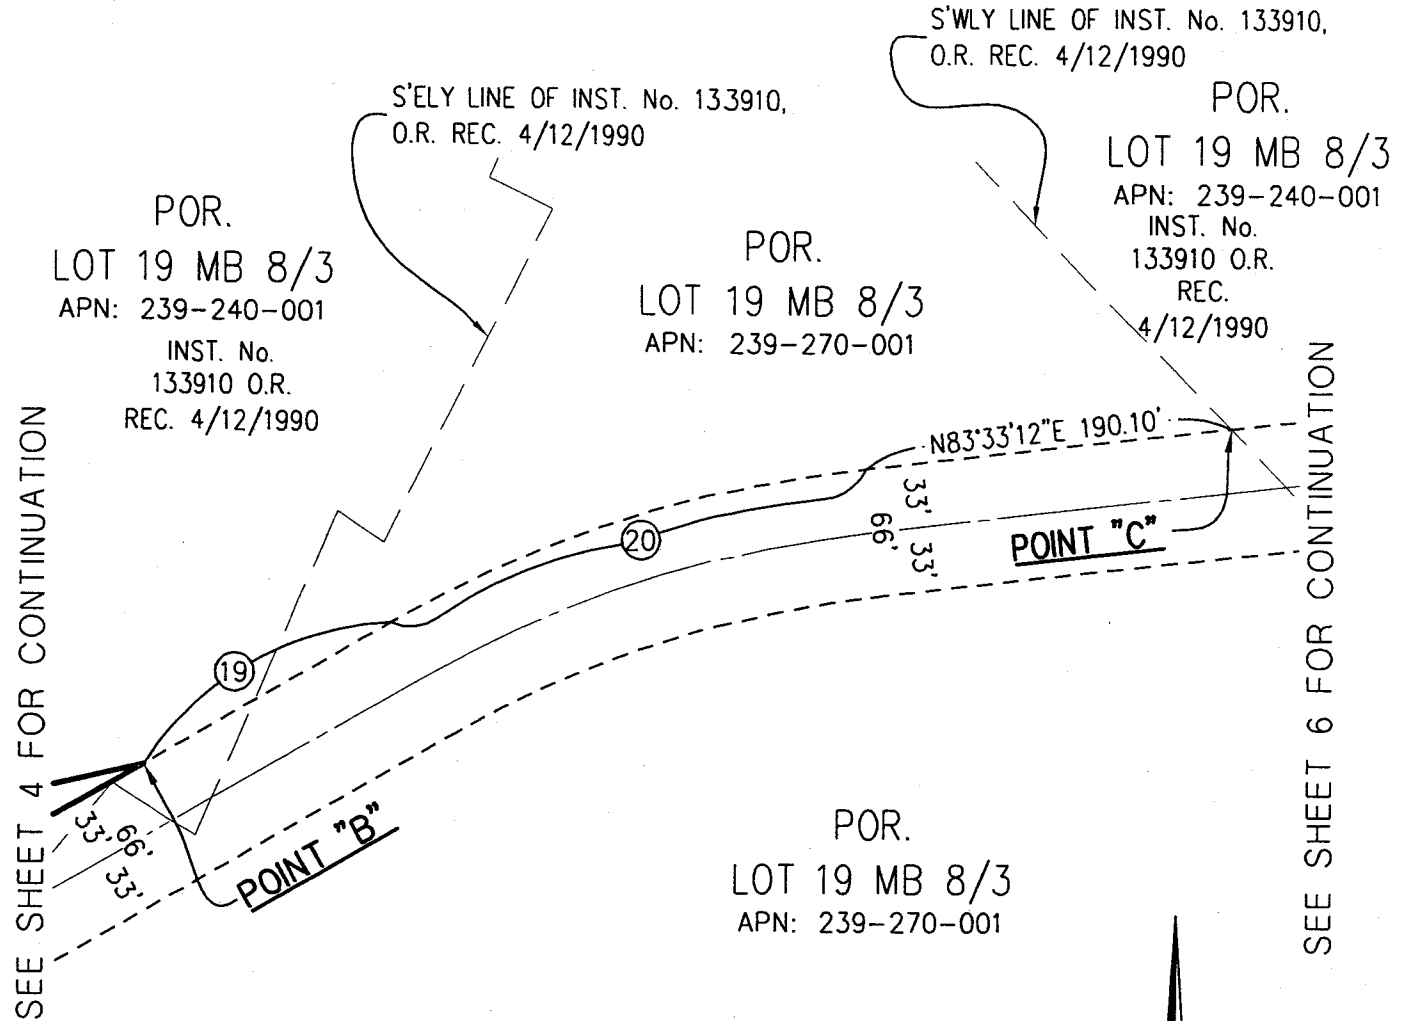 S'WLY LINE OF INST. No. 133910,
O.R. REC. 4/12/1990
S'ELY LINE OF INST. No. 133910,
O.R. REC. 4/12/1990
POR.
LOT 19 MB 8/3
APN: 239-240-001
INST. No.
133910 O.R.
REC.
4/12/1990
POR.
LOT 19 MB 8/3
APN: 239-240-001
INST. No.
133910 O.R.
REC. 4/12/1990
POR.
LOT 19 MB 8/3
APN: 239-270-001
SEE SHEET 4 FOR CONTINUATION
SEE SHEET 6 FOR CONTINUATION
N83°33'12"E 190.10'
33'
66'
33'
POINT "C"
20
19
33'
66'
33'
POINT "B"
POR.
LOT 19 MB 8/3
APN: 239-270-001